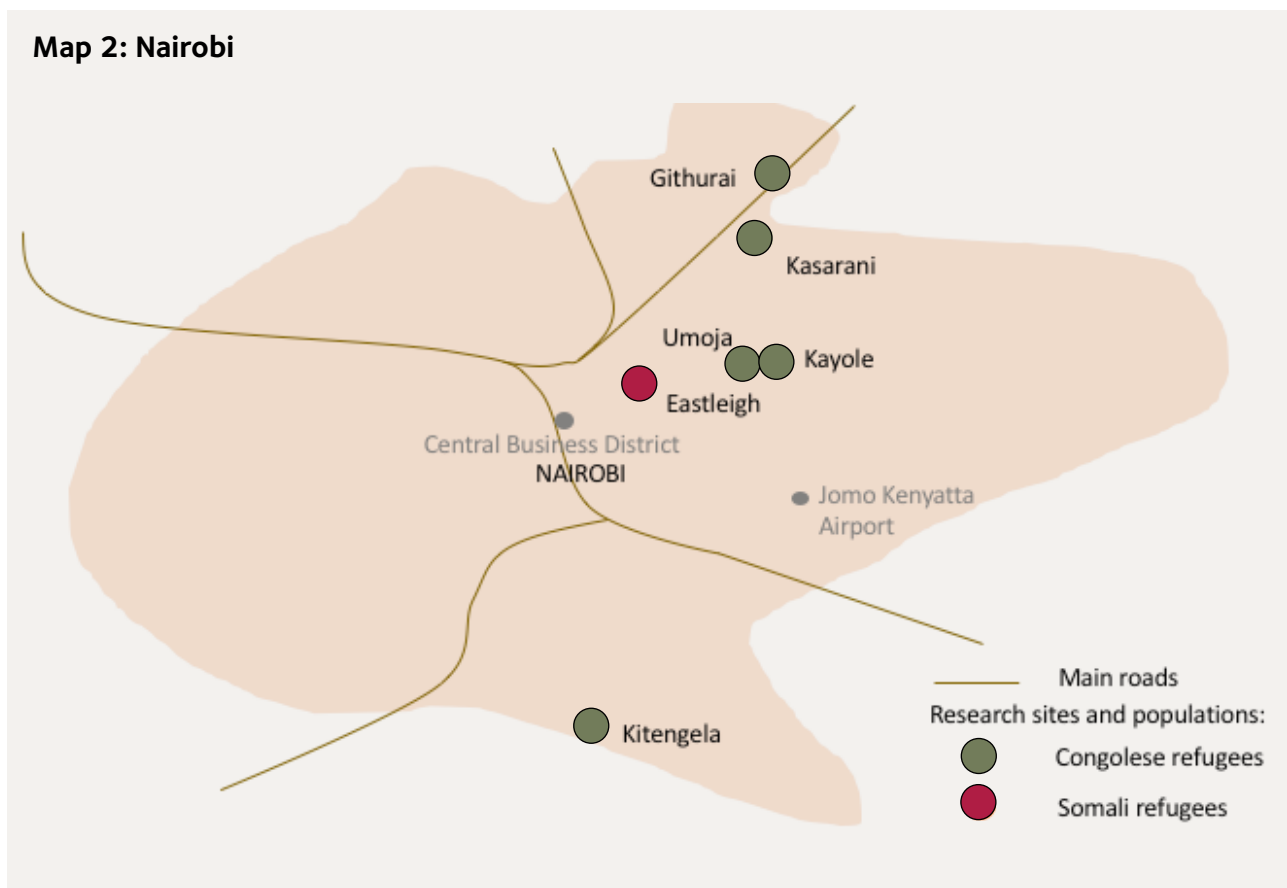 Map 2: Nairobi
Githurai
Kasarani
Umoja
Kayole
Eastleigh
Central Business District
NAIROBI
Jomo Kenyatta
Airport
Kitengela
Main roads
Research sites and populations:
Congolese refugees
Somali refugees